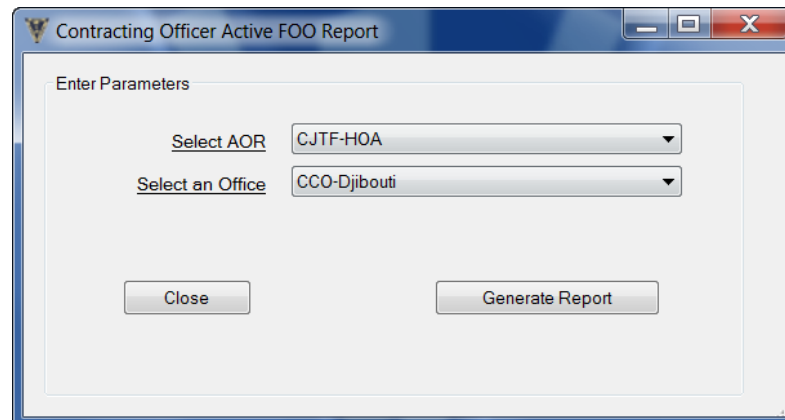 Contracting Officer Active FOO Report
Enter Parameters
Select AOR CJTF-HOA
Select an Office CCO-Djibouti
Close Generate Report